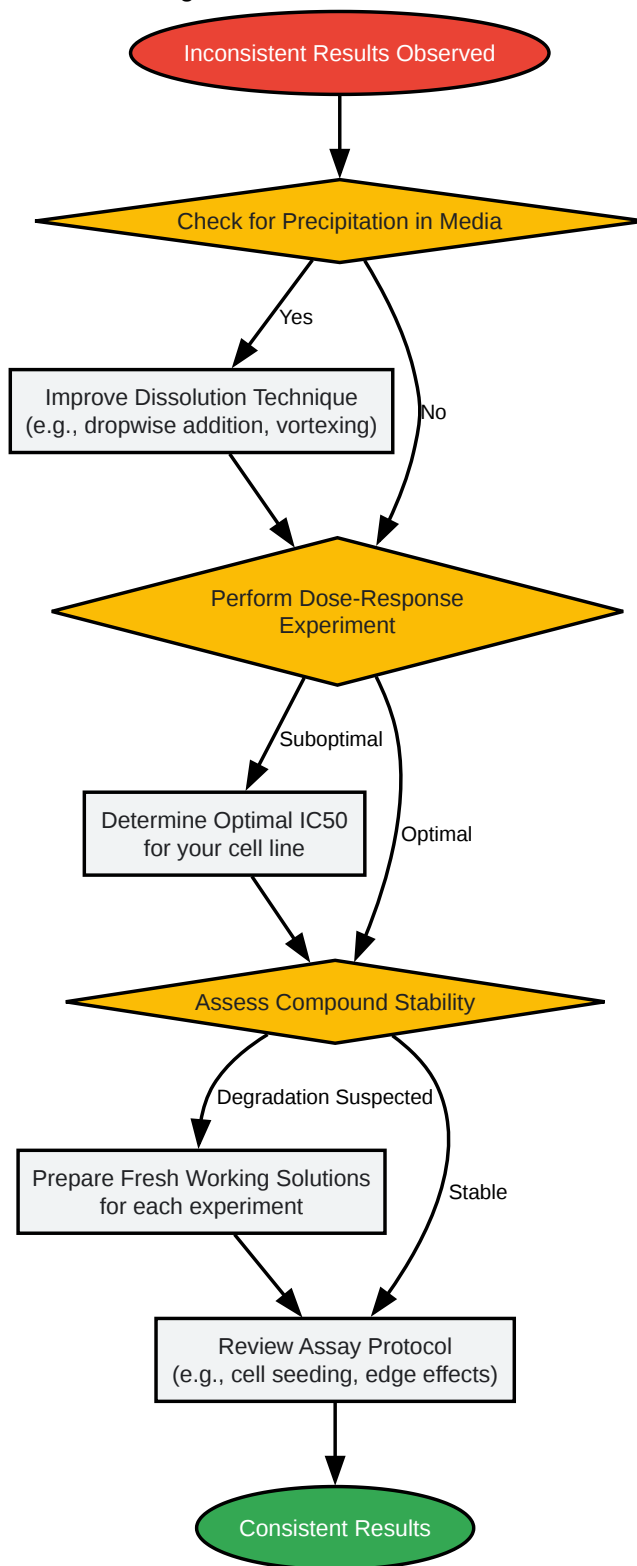 Inconsistent Results Observed
Check for Precipitation in Media
Yes
Improve Dissolution Technique
(e.g., dropwise addition, vortexing)
No
Perform Dose-Response
Experiment
Suboptimal
Determine Optimal IC50
for your cell line
Optimal
Assess Compound Stability
Degradation Suspected
Prepare Fresh Working Solutions
for each experiment
Stable
Review Assay Protocol
(e.g., cell seeding, edge effects)
Consistent Results